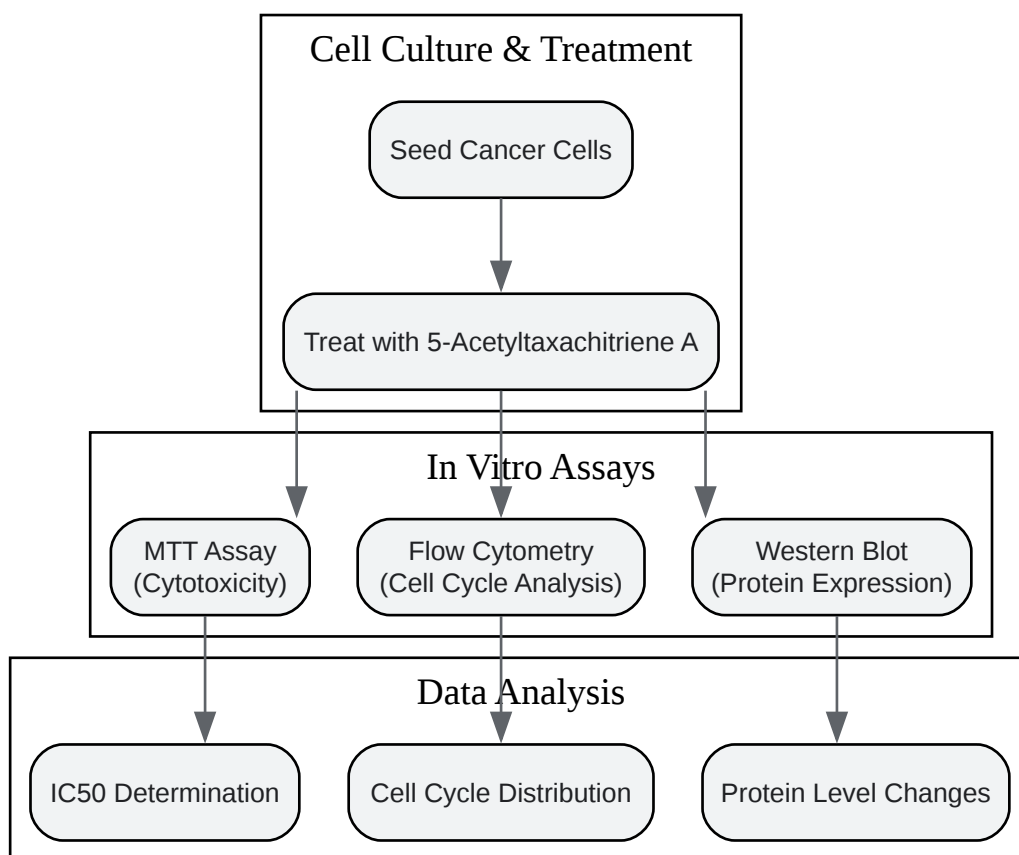 Cell Culture & Treatment
Seed Cancer Cells
Treat with 5-Acetyltaxachitriene A
In Vitro Assays
MTT Assay
(Cytotoxicity)
Flow Cytometry
(Cell Cycle Analysis)
Western Blot
(Protein Expression)
Data Analysis
IC50 Determination
Cell Cycle Distribution
Protein Level Changes